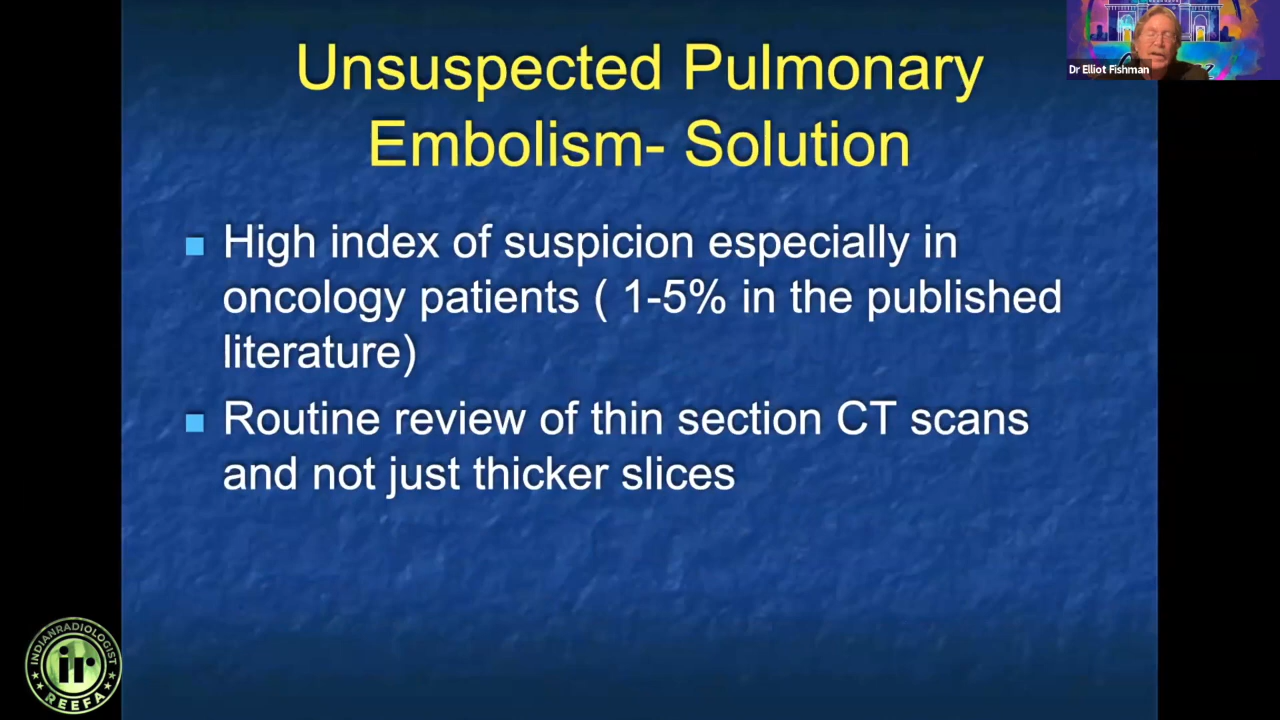 Unsuspected Pulmonary
Embolism- Solution
High index of suspicion especially in
oncology patients ( 1-5% in the published
literature)
Routine review of thin section CT scans
and not just thicker slices
Dr Elliot Fishman
INDIANRADIOLOGIST
ir
REEFA